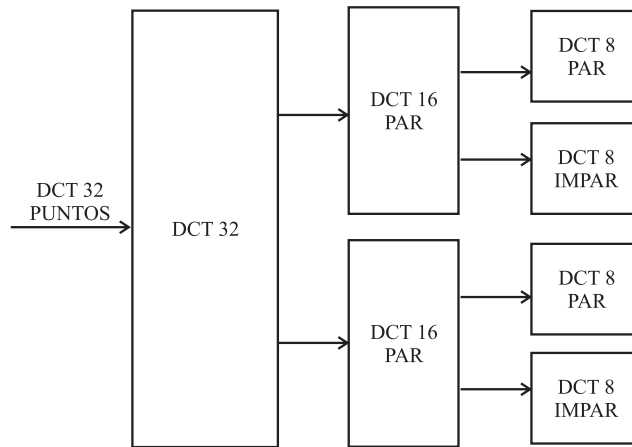 DCT 32
PUNTOS
DCT 32
DCT 16
PAR
DCT 8
PAR
DCT 8
IMPAR
DCT 16
PAR
DCT 8
PAR
DCT 8
IMPAR